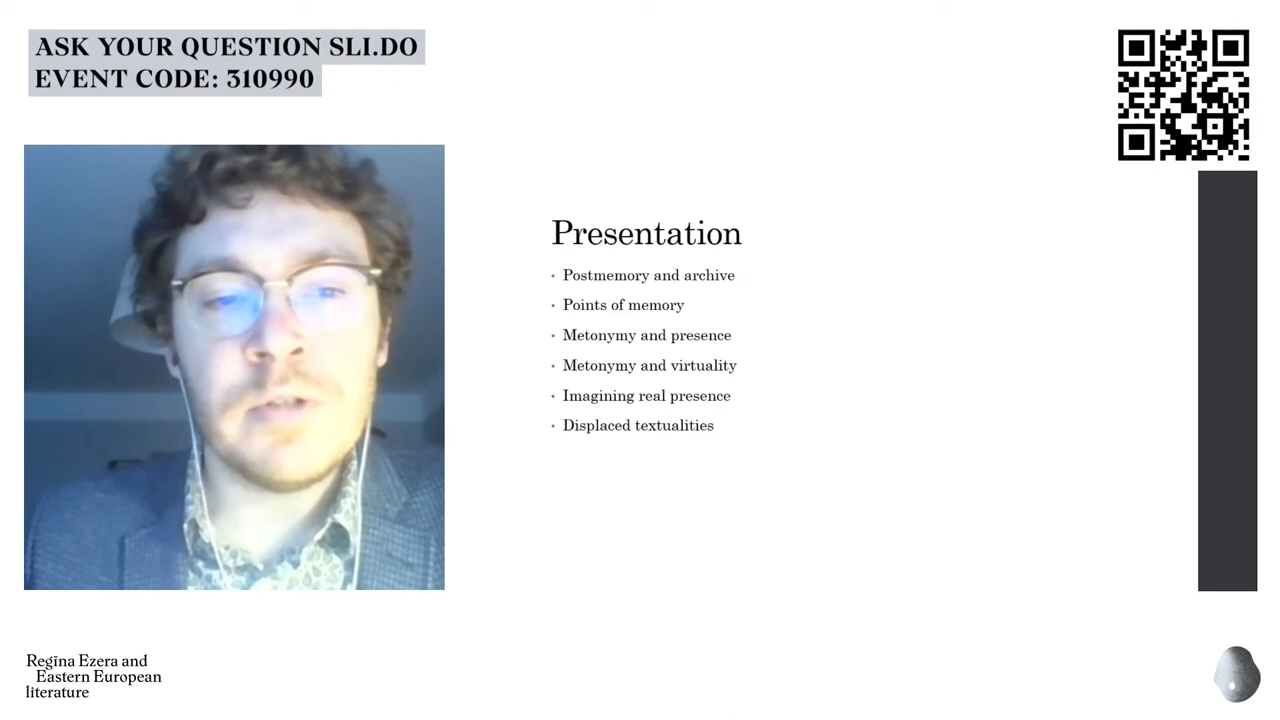 ASK YOUR QUESTION SLI.DO
EVENT CODE: 310990
Presentation
• Postmemory and archive
• Points of memory
• Metonymy and presence
• Metonymy and virtuality
• Imagining real presence
• Displaced textualities
Regīna Ezera and
Eastern European
literature